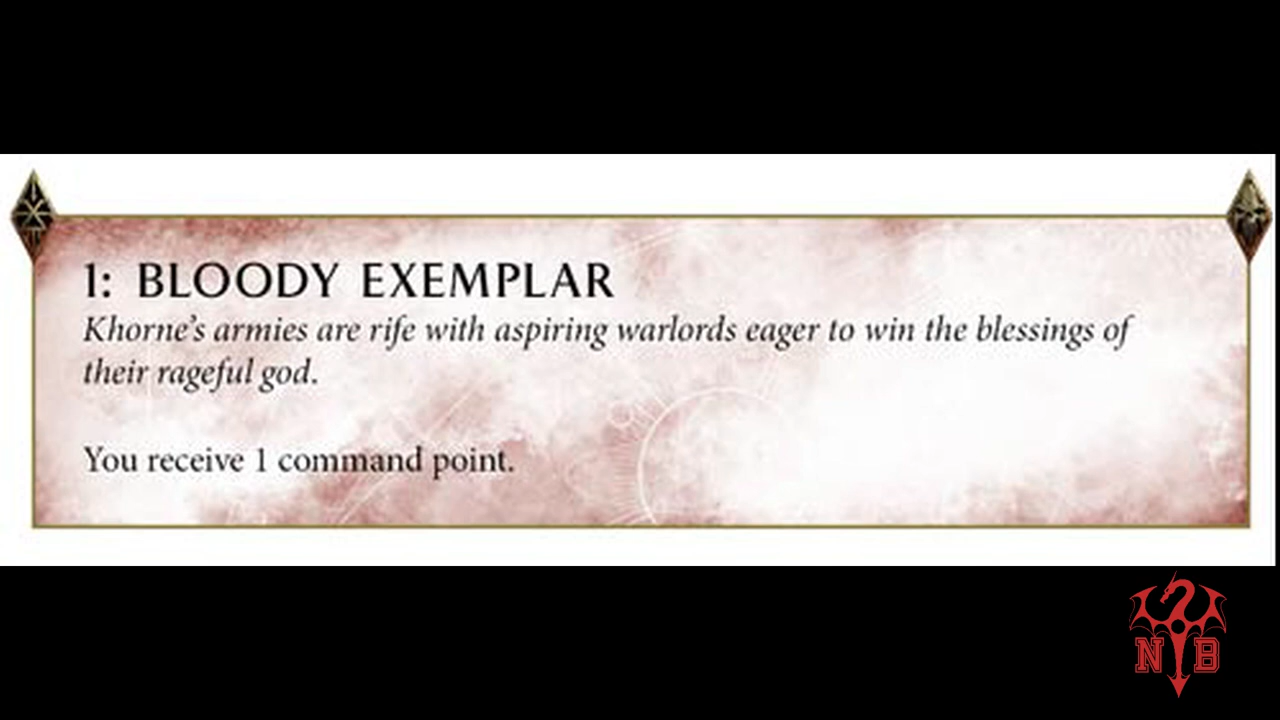 1: BLOODY EXEMPLAR
Khorne's armies are rife with aspiring warlords eager to win the blessings of
their rageful god.
You receive 1 command point.
N B